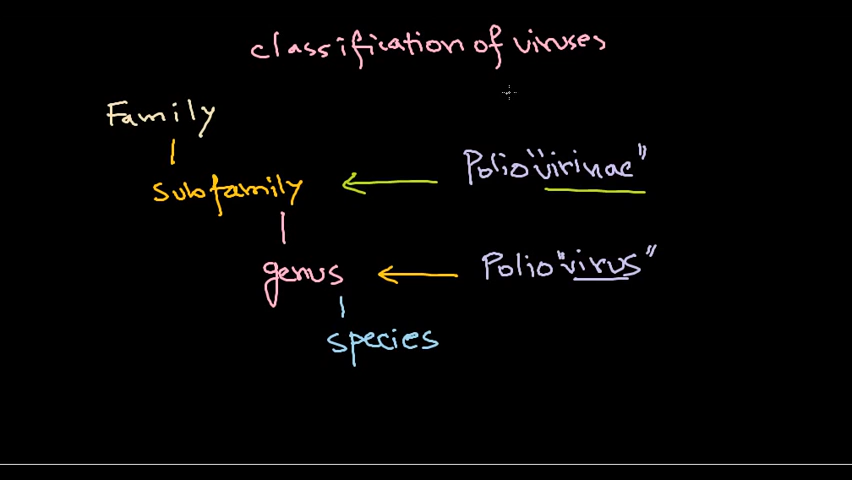 classification of viruses
Family
Subfamily
Polio"virinae"
genus
Polio"virus"
species